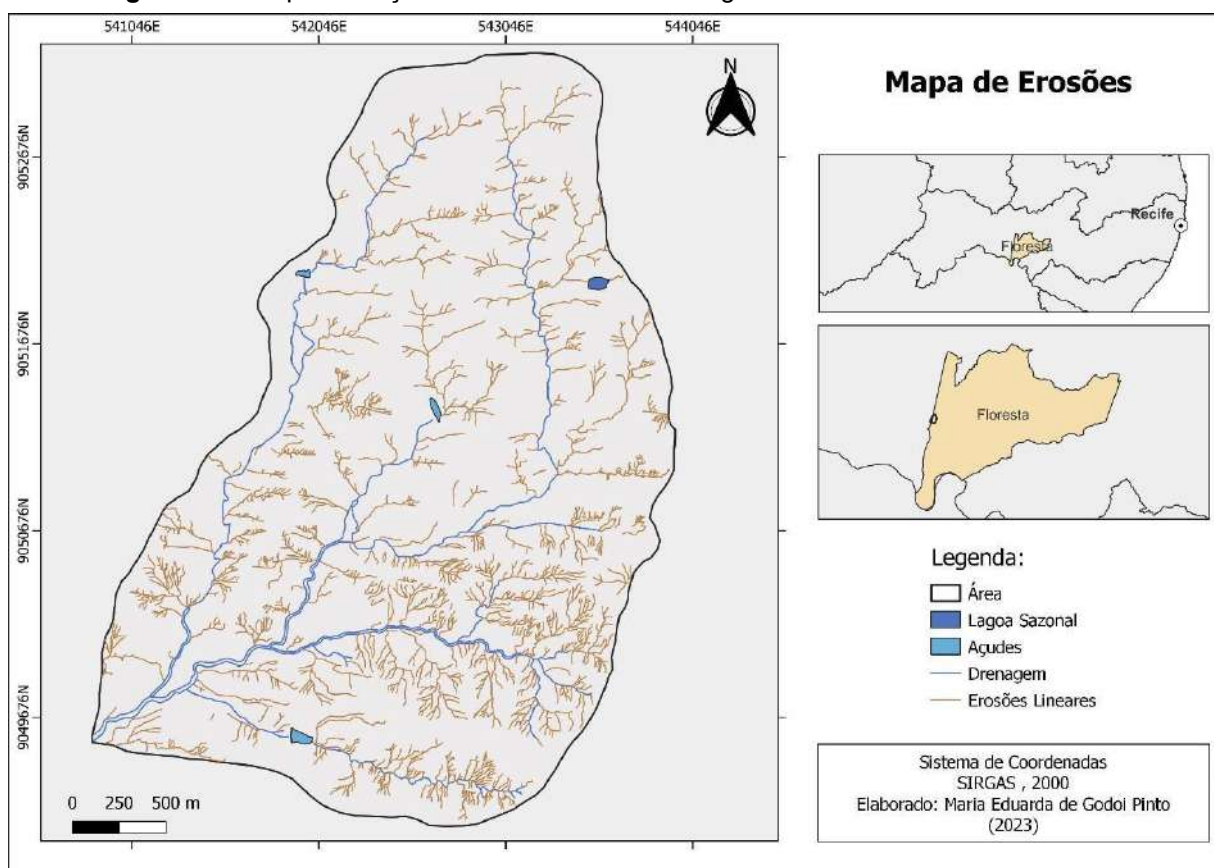 541046E
542046E
543046E
544046E
9052676N
9051676N
9050676N
9049676N
N
0 250 500 m
Mapa de Erosões
Recife
Floresta
Floresta
Legenda:
Área
Lagoa Sazonal
Açudes
Drenagem
Erosões Lineares
Sistema de Coordenadas
SIRGAS , 2000
Elaborado: Maria Eduarda de Godoi Pinto
(2023)